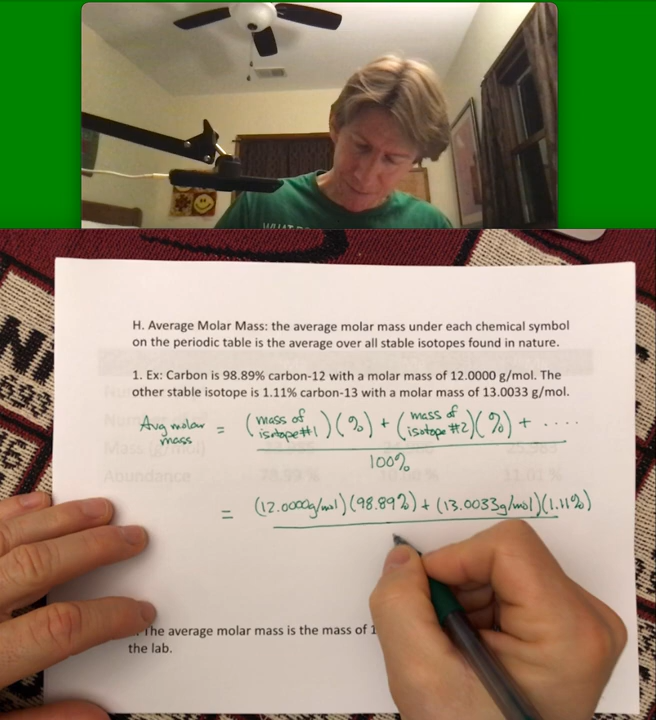 H. Average Molar Mass: the average molar mass under each chemical symbol
on the periodic table is the average over all stable isotopes found in nature.
1. Ex: Carbon is 98.89% carbon-12 with a molar mass of 12.0000 g/mol. The
other stable isotope is 1.11% carbon-13 with a molar mass of 13.0033 g/mol.
Avg molar mass = (mass of isotope #1)(%) + (mass of isotope #2)(%) + ....
100%
= (12.0000g/mol)(98.89%) + (13.0033g/mol)(1.11%)
The average molar mass is the mass of 1
the lab.